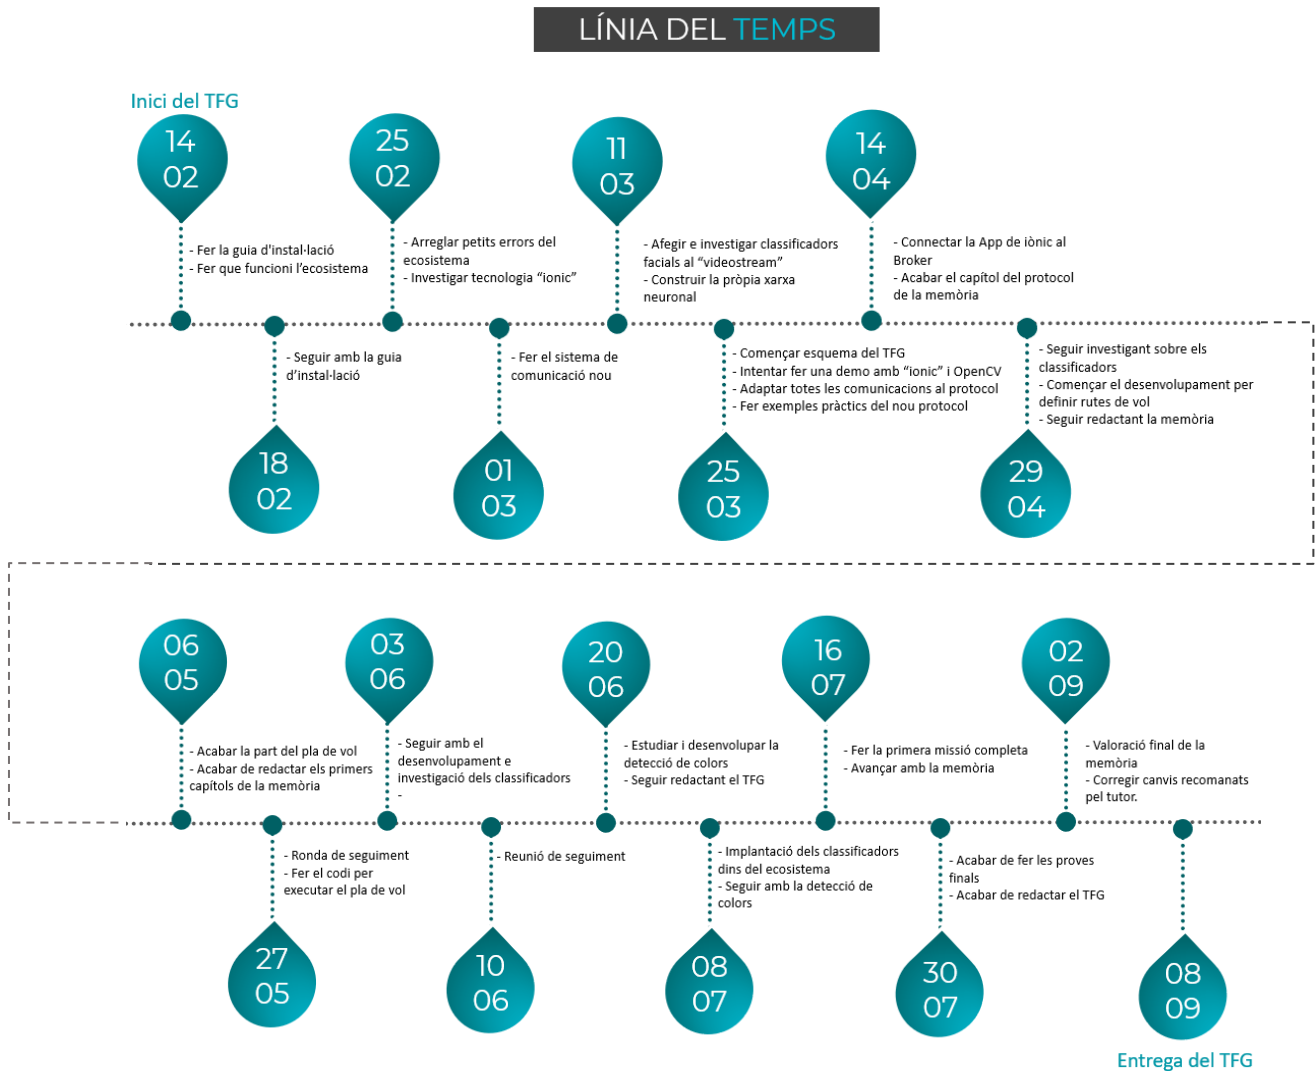 LÍNIA DEL TEMPS
Inici del TFG
14
02
- Fer la guia d'instal·lació
- Fer que funcioni l'ecosistema
18
02
- Seguir amb la guia
d'instal·lació
25
02
- Arreglar petits errors del
ecosistema
- Investigar tecnologia “ionic”
01
03
- Fer el sistema de
comunicació nou
11
03
- Afegir e investigar classificadors
facials al “videostream”
- Construir la pròpia xarxa
neuronal
25
03
- Començar esquema del TFG
- Intentar fer una demo amb “ionic” i OpenCV
- Adaptar totes les comunicacions al protocol
- Fer exemples pràctics del nou protocol
14
04
- Connectar la App de iònic al
Broker
- Acabar el capítol del protocol
de la memòria
29
04
- Seguir investigant sobre els
classificadors
- Començar el desenvolupament per
definir rutes de vol
- Seguir redactant la memòria
06
05
- Acabar la part del pla de vol
- Acabar de redactar els primers
capítols de la memòria
27
05
- Ronda de seguiment
- Fer el codi per
executar el pla de vol
03
06
- Seguir amb el
desenvolupament e
investigació dels classificadors
-
10
06
- Reunió de seguiment
20
06
- Estudiar i desenvolupar la
detecció de colors
- Seguir redactant el TFG
08
07
- Implantació dels classificadors
dins del ecosistema
- Seguir amb la detecció de
colors
16
07
- Fer la primera missió completa
- Avançar amb la memòria
30
07
- Acabar de fer les proves
finals
- Acabar de redactar el TFG
02
09
- Valoració final de la
memòria
- Corregir canvis recomanats
pel tutor.
08
09
Entrega del TFG